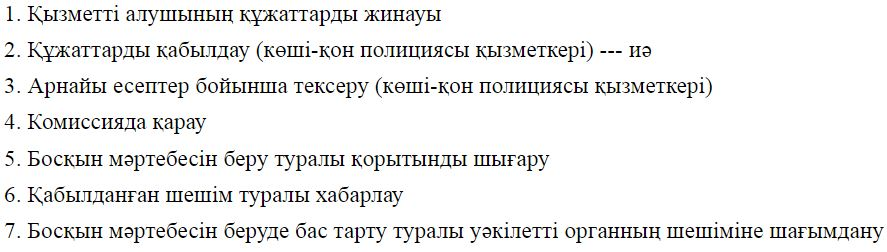 1. Қызметті алушының құжаттарды жинауы
2. Құжаттарды қабылдау (көші-қон полициясы қызметкері) --- иә
3. Арнайы есептер бойынша тексеру (көші-қон полициясы қызметкері)
4. Комиссияда қарау
5. Босқын мәртебесін беру туралы қорытынды шығару
6. Қабылданған шешім туралы хабарлау
7. Босқын мәртебесін беруде бас тарту туралы уәкілетті органның шешіміне шағымдану